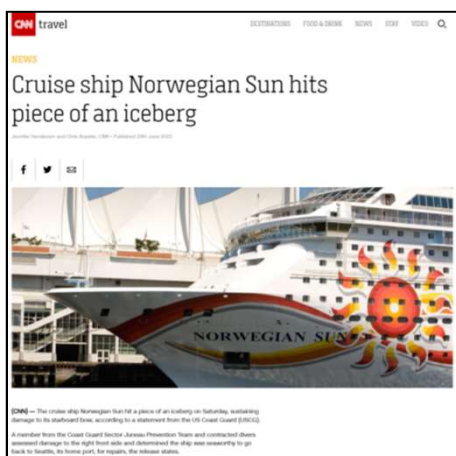 CNN travel
DESTINATIONS FOOD & DRINK NEWS STAY VIDEO
NEWS
Cruise ship Norwegian Sun hits
piece of an iceberg
NORWEGIAN SUN
(CNN) — The cruise ship Norwegian Sun hit a piece of an iceberg on Saturday, sustaining
damage to its starboard bow, according to a statement from the US Coast Guard (USCG).
A member from the Coast Guard Sector Juneau Prevention Team and contracted divers
assessed damage to the right front side and determined the ship was seaworthy to go
back to Seattle, its home port, for repairs, the release states.